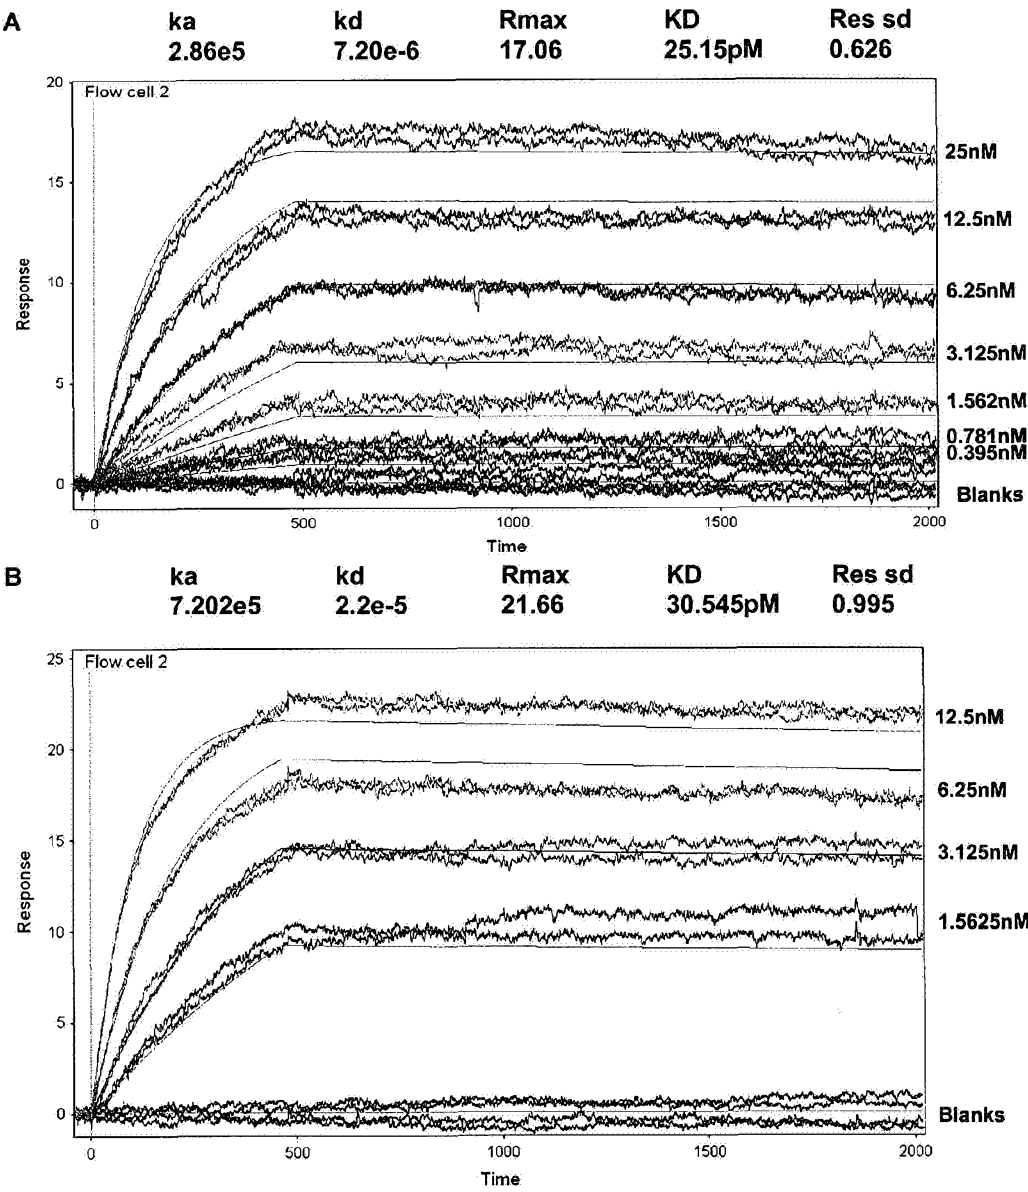 A
ka kd Rmax KD Res sd
2.86e5 7.20e-6 17.06 25.15pM 0.626
20
Flow cell 2
25nM
15
12.5nM
10
6.25nM
Response
3.125nM
5
1.562nM
0.781nM
0.395nM
0
Blanks
0 500 1000 1500 2000
Time
B
ka kd Rmax KD Res sd
7.202e5 2.2e-5 21.66 30.545pM 0.995
25
Flow cell 2
12.5nM
20
6.25nM
15
3.125nM
Response
1.5625nM
10
5
0
Blanks
0 500 1000 1500 2000
Time